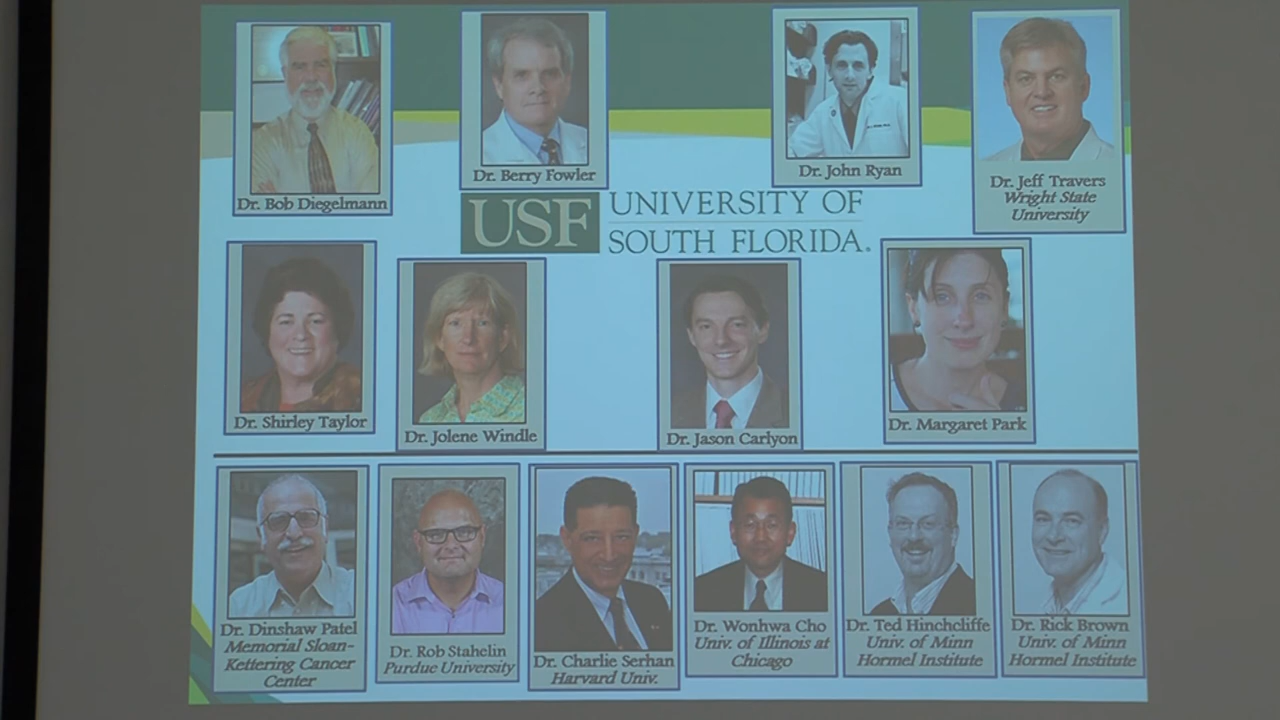 Dr. Bob Diegelmann
Dr. Berry Fowler
Dr. John Ryan
Dr. Jeff Travers
Wright State
University
USF
UNIVERSITY OF
SOUTH FLORIDA.
Dr. Shirley Taylor
Dr. Jolene Windle
Dr. Jason Carlyon
Dr. Margaret Park
Dr. Dinshaw Patel
Memorial Sloan-
Kettering Cancer
Center
Dr. Rob Stahelin
Purdue University
Dr. Charlie Serhan
Harvard Univ.
Dr. Wonhwa Cho
Univ. of Illinois at
Chicago
Dr. Ted Hinchcliffe
Univ. of Minn
Hormel Institute
Dr. Rick Brown
Univ. of Minn
Hormel Institute